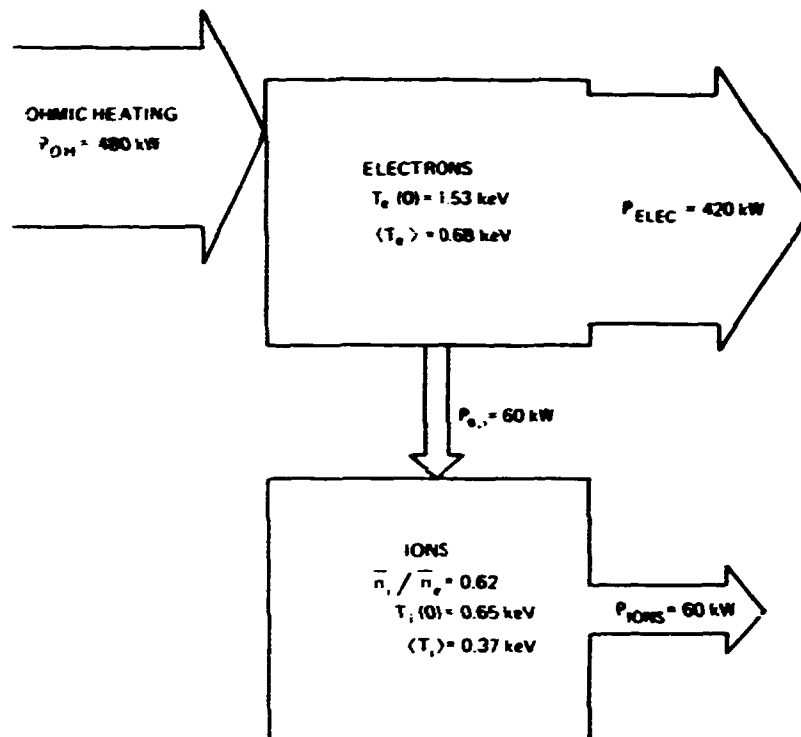 OHMIC HEATING
P_OH = 480 kW
ELECTRONS
T_e (0) = 1.53 keV
⟨T_e⟩ = 0.68 keV
P_ELEC = 420 kW
P_e,i = 60 kW
IONS
n̅_i / n̅_e = 0.62
T_i (0) = 0.65 keV
⟨T_i⟩ = 0.37 keV
P_IONS = 60 kW